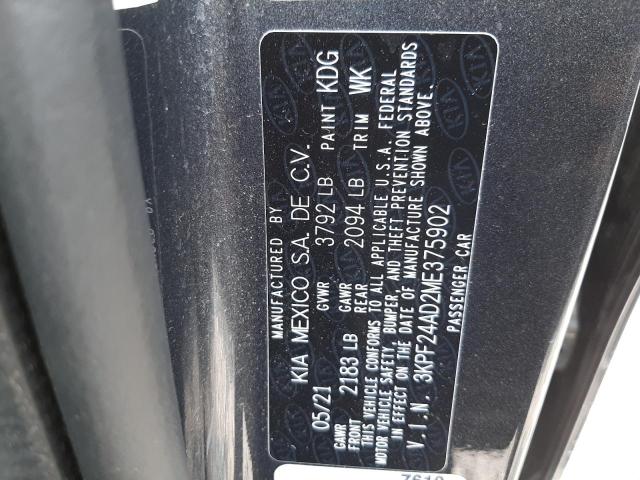 MANUFACTURED BY
KIA MEXICO S.A. DE C.V.
05/21 GVWR 3792 LB PAINT KDG
GAWR FRONT 2183 LB GAWR REAR 2094 LB TRIM WK
THIS VEHICLE CONFORMS TO ALL APPLICABLE U.S.A. FEDERAL
MOTOR VEHICLE SAFETY, BUMPER, AND THEFT PREVENTION STANDARDS
IN EFFECT ON THE DATE OF MANUFACTURE SHOWN ABOVE.
V.I.N. 3KPF24AD2ME375902
PASSENGER CAR